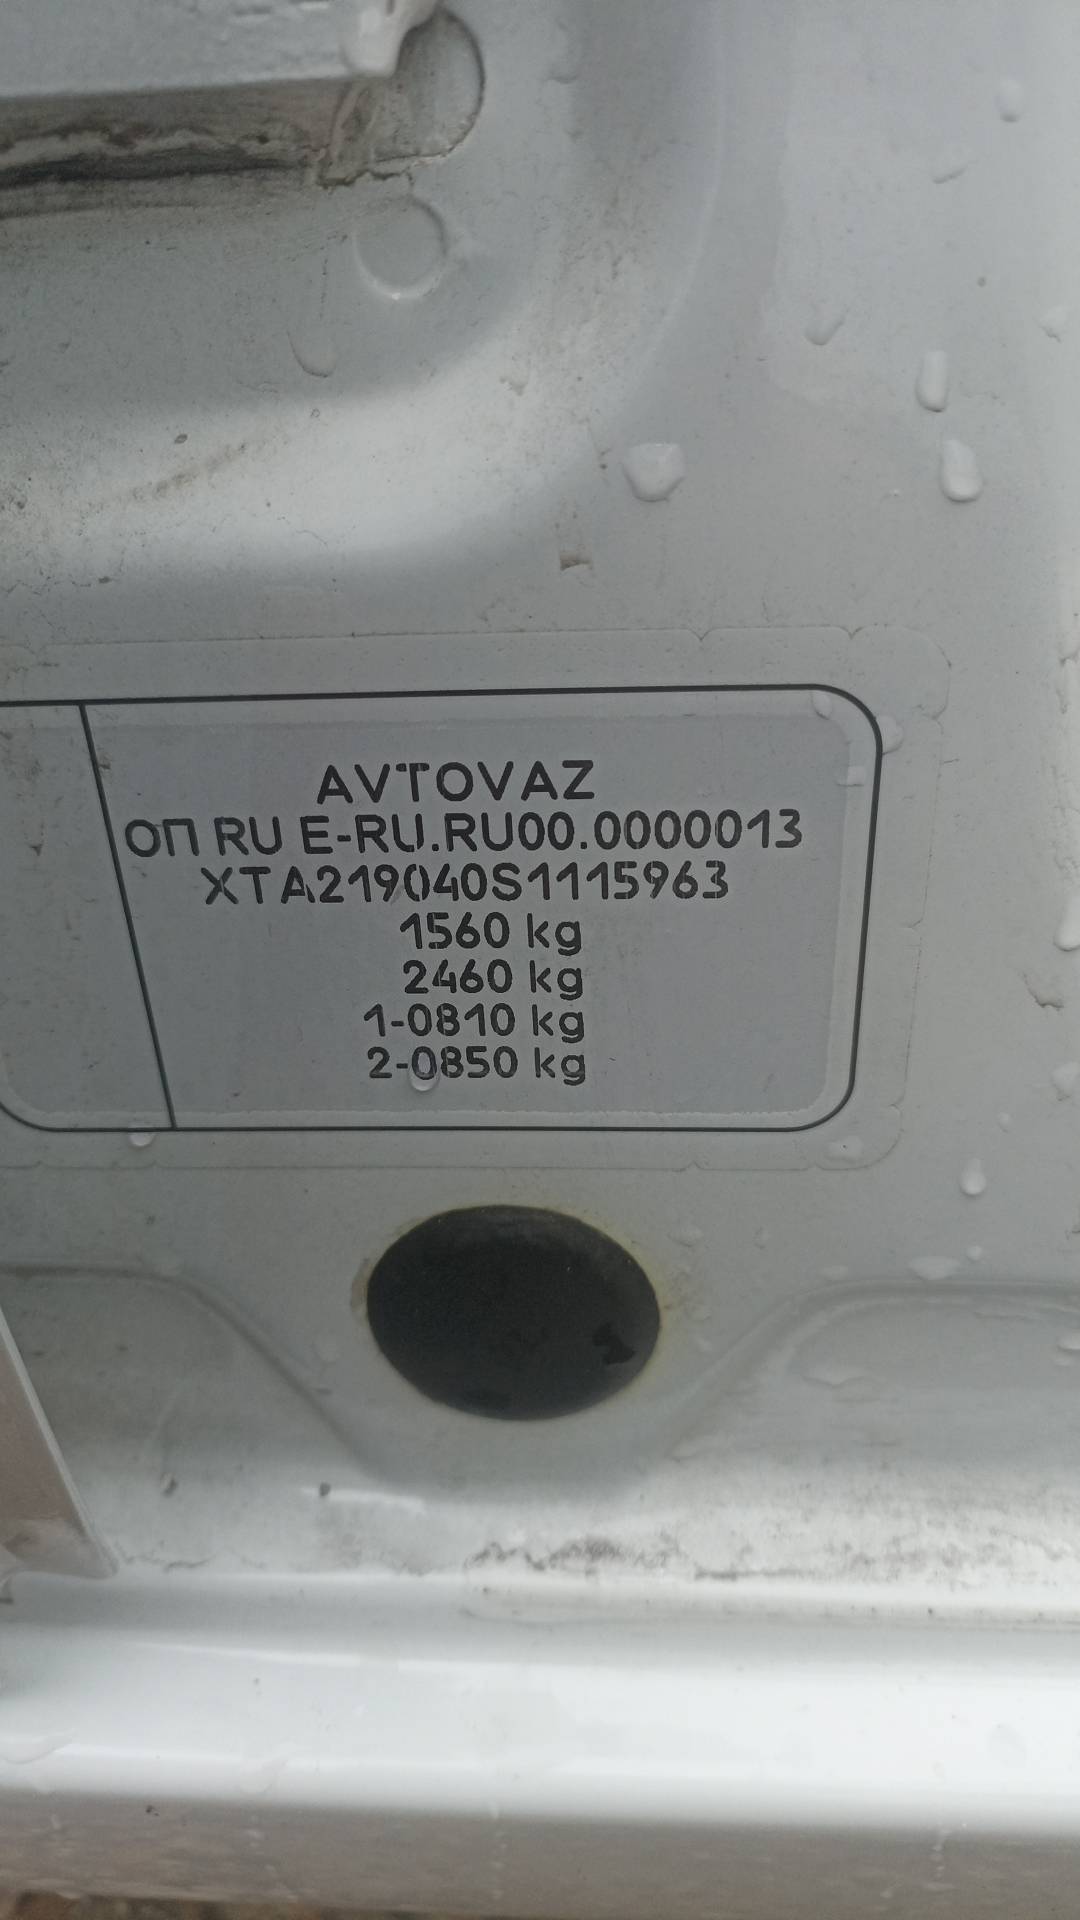 AVTOVAZ
ОП RU E-RU.RU00.0000013
XTA219040S1115963
1560 kg
2460 kg
1-0810 kg
2-0850 kg